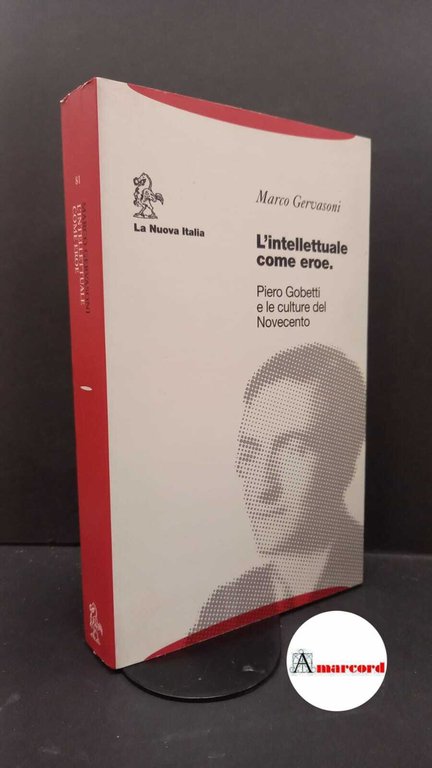 La Nuova Italia
Marco Gervasoni
L'intellettuale
come eroe.
Piero Gobetti
e le culture del
Novecento
MARCO GERVASONI
L'INTELLETTUALE
COME EROE
Amarcord